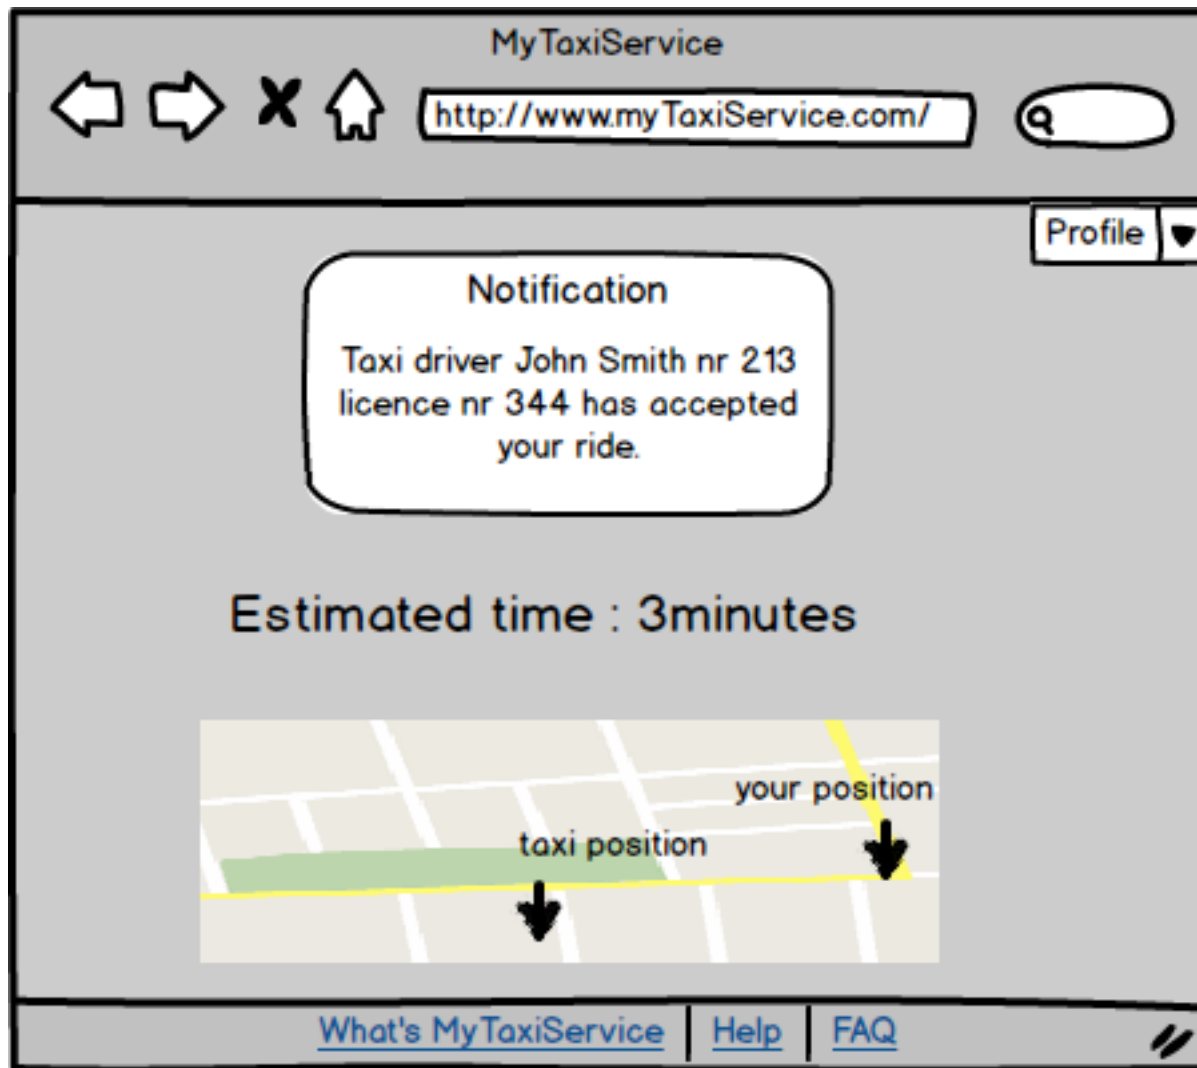 MyTaxiService
http://www.myTaxiService.com/
Profile
Notification
Taxi driver John Smith nr 213
licence nr 344 has accepted
your ride.
Estimated time : 3minutes
your position
taxi position
What's MyTaxiService
Help
FAQ